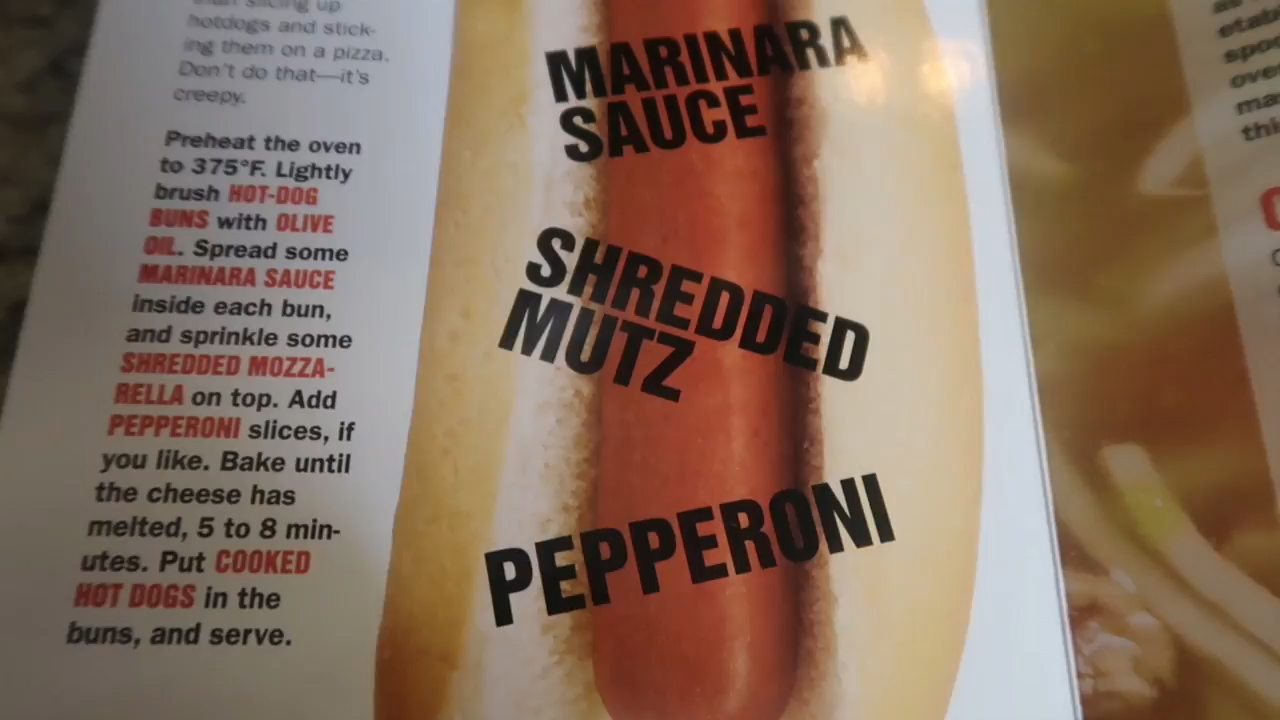 than slicing up
hotdogs and stick-
ing them on a pizza.
Don't do that—it's
creepy.
Preheat the oven
to 375°F. Lightly
brush HOT-DOG
BUNS with OLIVE
OIL. Spread some
MARINARA SAUCE
inside each bun,
and sprinkle some
SHREDDED MOZZA-
RELLA on top. Add
PEPPERONI slices, if
you like. Bake until
the cheese has
melted, 5 to 8 min-
utes. Put COOKED
HOT DOGS in the
buns, and serve.
MARINARA
SAUCE
SHREDDED
MUTZ
PEPPERONI